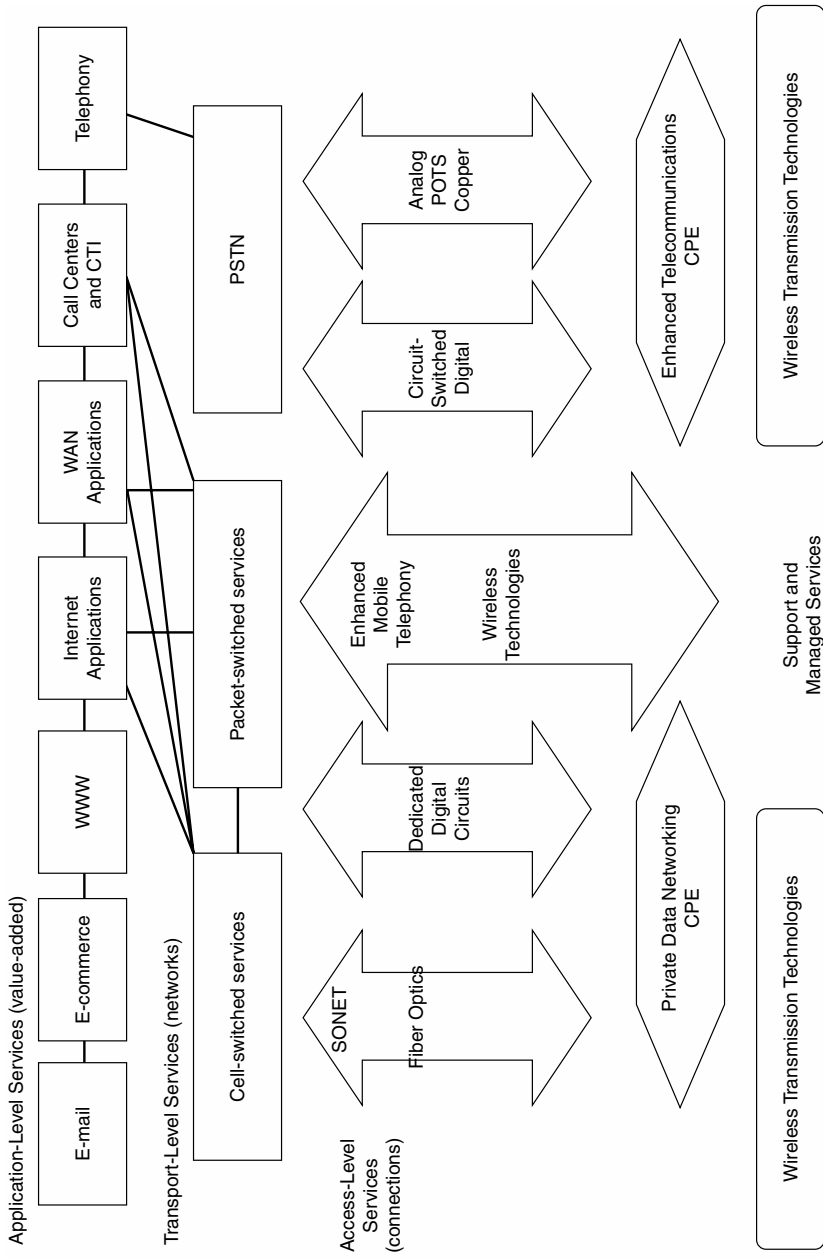 Application-Level Services (value-added)
E-mail
E-commerce
WWW
Internet
Applications
WAN
Applications
Call Centers
and CTI
Telephony
Transport-Level Services (networks)
Cell-switched services
Packet-switched services
PSTN
Access-Level
Services
(connections)
SONET
Fiber Optics
Dedicated
Digital
Circuits
Enhanced
Mobile
Telephony
Wireless
Technologies
Circuit-
Switched
Digital
Analog
POTS
Copper
Private Data Networking
CPE
Enhanced Telecommunications
CPE
Wireless Transmission Technologies
Support and
Managed Services
Wireless Transmission Technologies